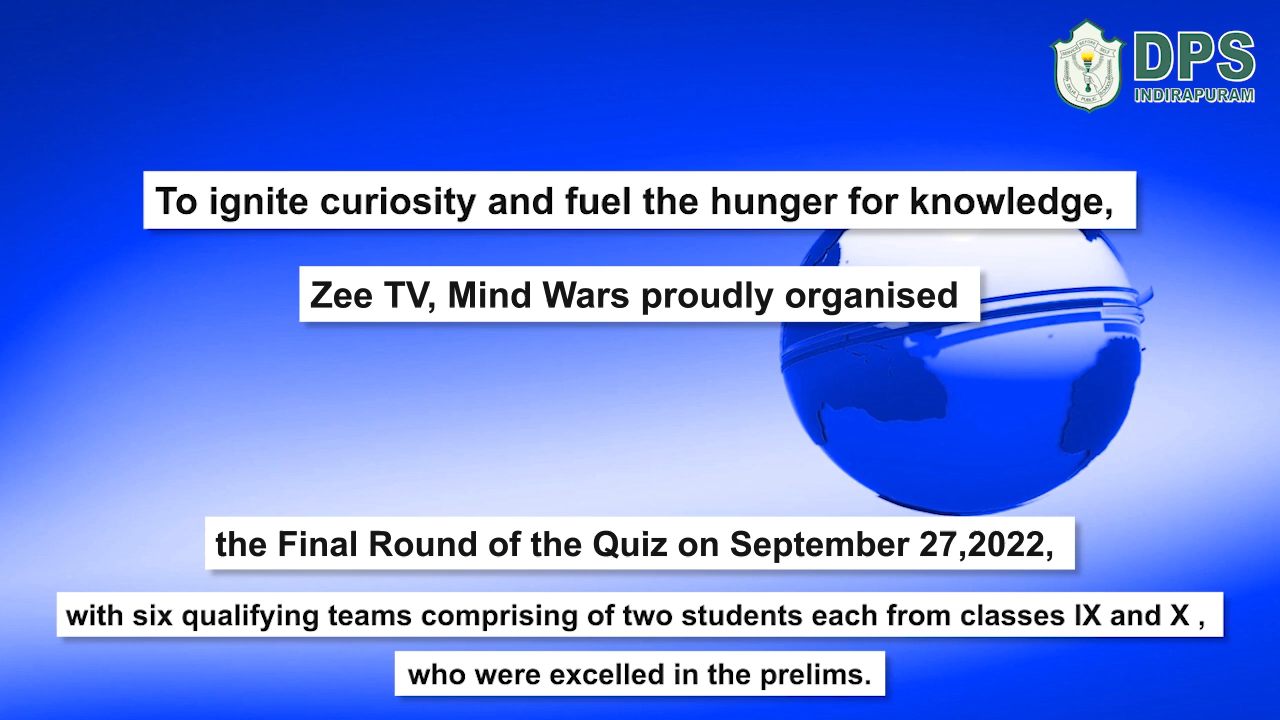 DPS
INDIRAPURAM
To ignite curiosity and fuel the hunger for knowledge,
Zee TV, Mind Wars proudly organised
the Final Round of the Quiz on September 27,2022,
with six qualifying teams comprising of two students each from classes IX and X ,
who were excelled in the prelims.